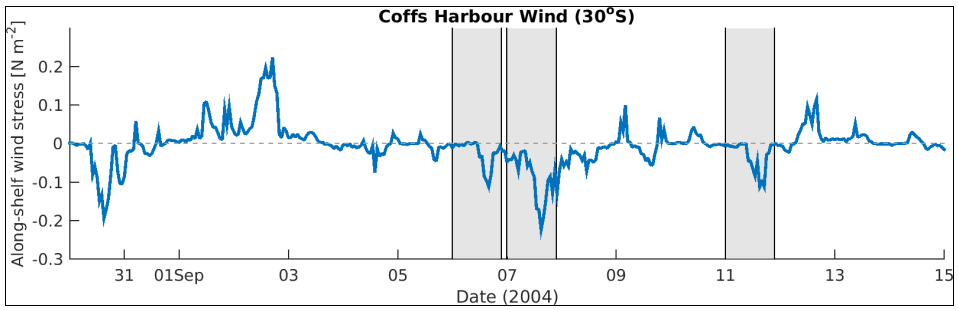 Coffs Harbour Wind (30°S)
Along-shelf wind stress [N m⁻²]
0.2
0.1
0
-0.1
-0.2
-0.3
31 01Sep 03 05 07 09 11 13 15
Date (2004)